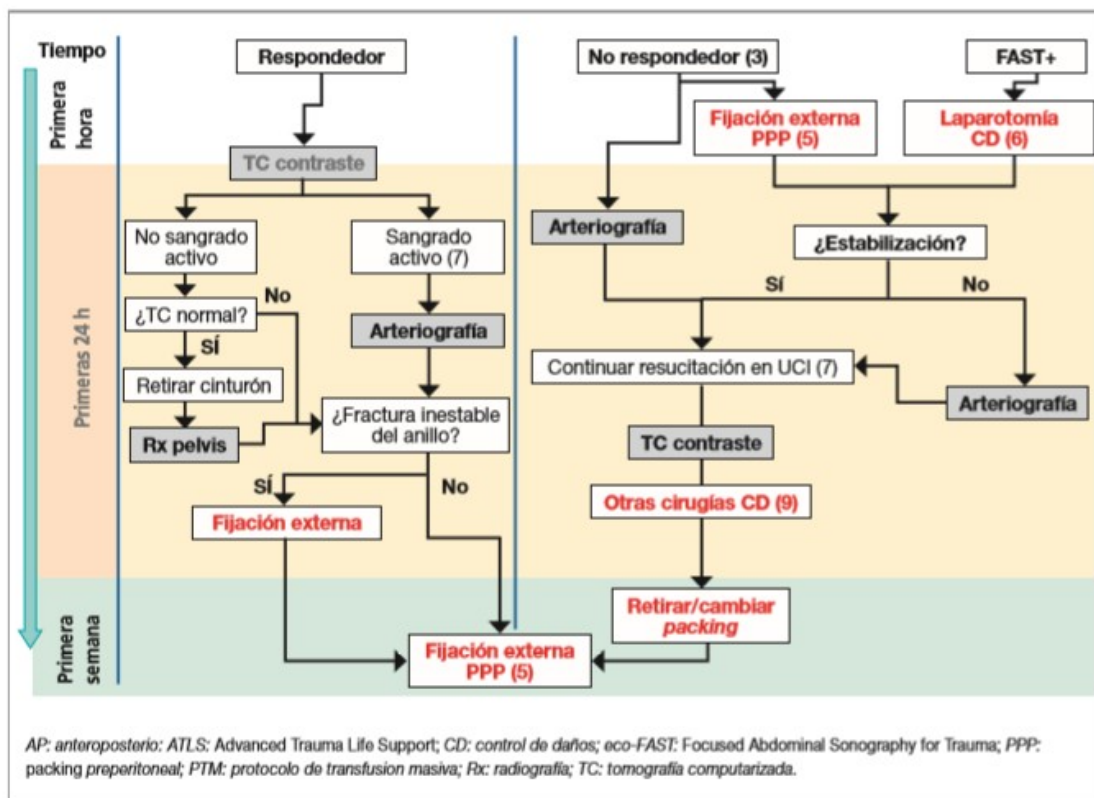 Tiempo
Primera
hora
Primeras 24 h
Primera
semana
Respondedor
TC contraste
No sangrado
activo
Sangrado
activo (7)
¿TC normal?
No
SÍ
Arteriografía
Retirar cinturón
Rx pelvis
¿Fractura inestable
del anillo?
SÍ
No
Fijación externa
No respondedor (3)
FAST+
Fijación externa
PPP (5)
Laparotomía
CD (6)
Arteriografía
¿Estabilización?
Sí
No
Continuar resucitación en UCI (7)
Arteriografía
TC contraste
Otras cirugías CD (9)
Retirar/cambiar
packing
Fijación externa
PPP (5)
AP: anteroposterio: ATLS: Advanced Trauma Life Support; CD: control de daños; eco-FAST: Focused Abdominal Sonography for Trauma; PPP:
packing preperitoneal; PTM: protocolo de transfusion masiva; Rx: radiografía; TC: tomografía computarizada.